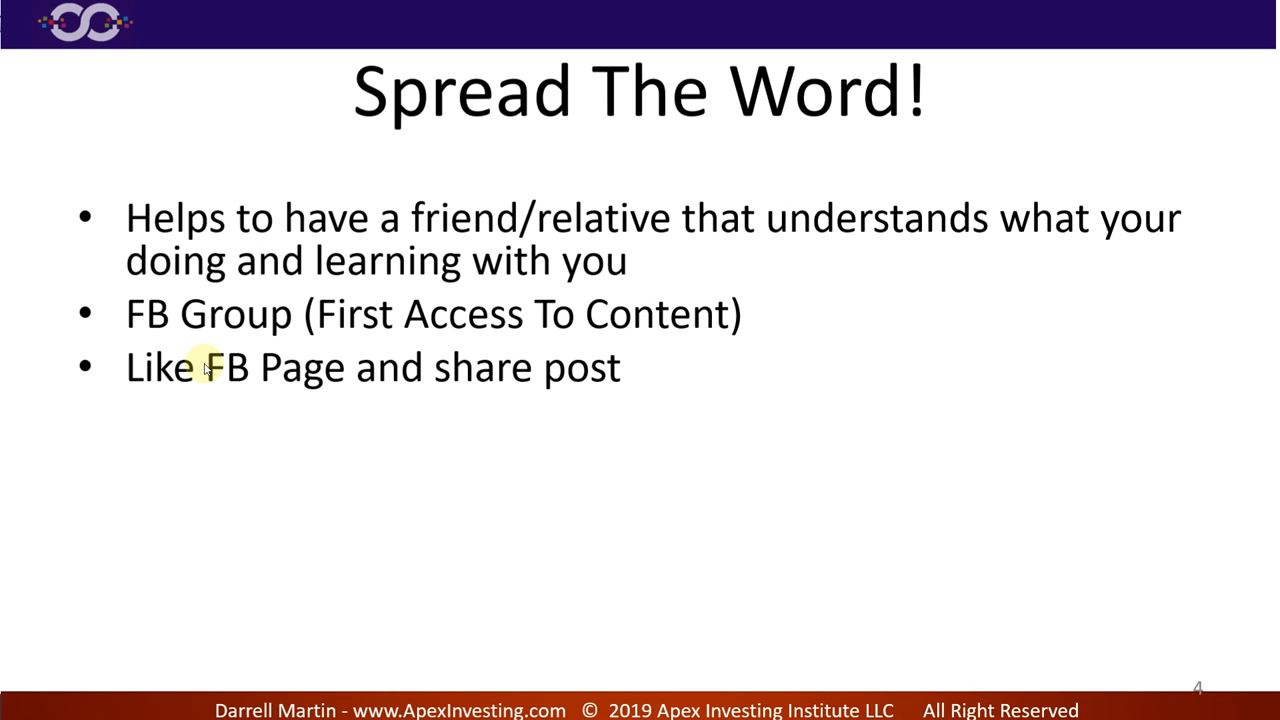 Spread The Word!
• Helps to have a friend/relative that understands what your
doing and learning with you
• FB Group (First Access To Content)
• Like FB Page and share post
4
Darrell Martin - www.ApexInvesting.com © 2019 Apex Investing Institute LLC All Right Reserved